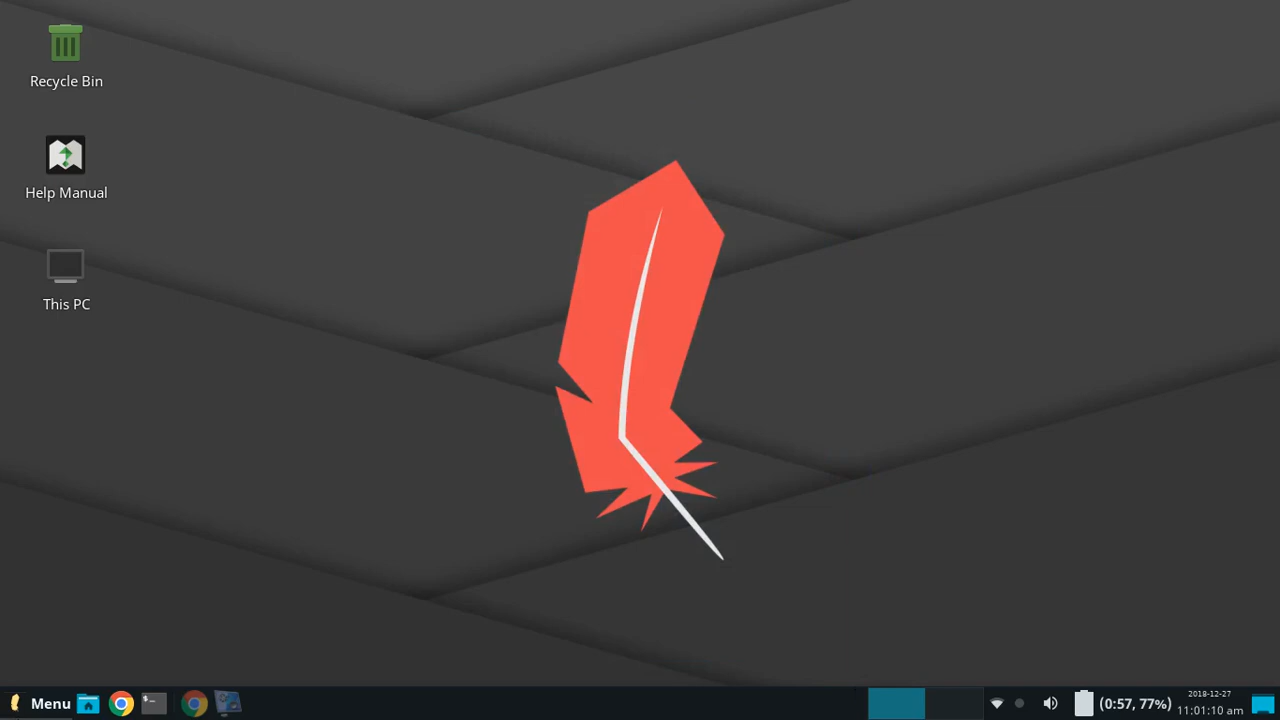 Recycle Bin
Help Manual
This PC
Menu
(0:57, 77%)
2018-12-27
11:01:10 am